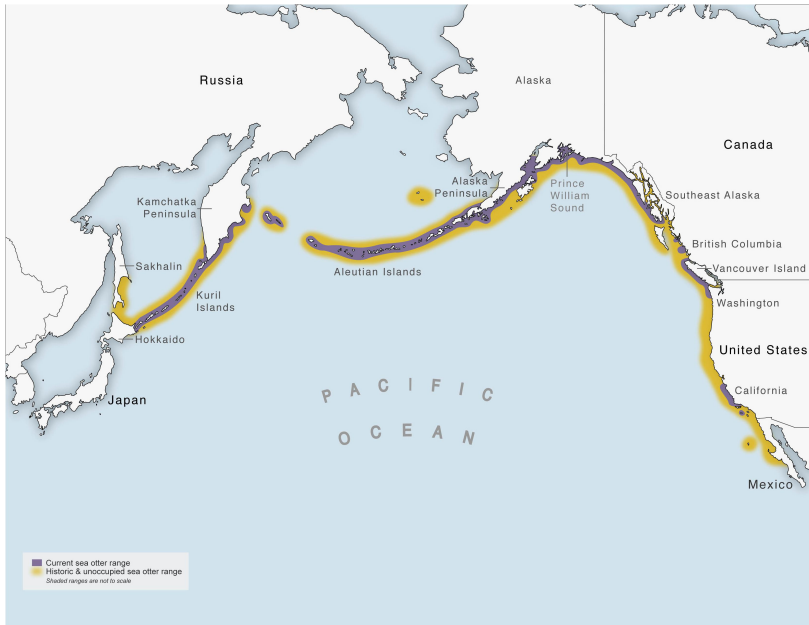 Russia
Alaska
Canada
Kamchatka
Peninsula
Alaska
Peninsula
Prince
William
Sound
Southeast Alaska
British Columbia
Vancouver Island
Sakhalin
Aleutian Islands
Kuril
Islands
Washington
Hokkaido
United States
California
Japan
PACIFIC
OCEAN
Mexico
Current sea otter range
Historic & unoccupied sea otter range
Shaded ranges are not to scale